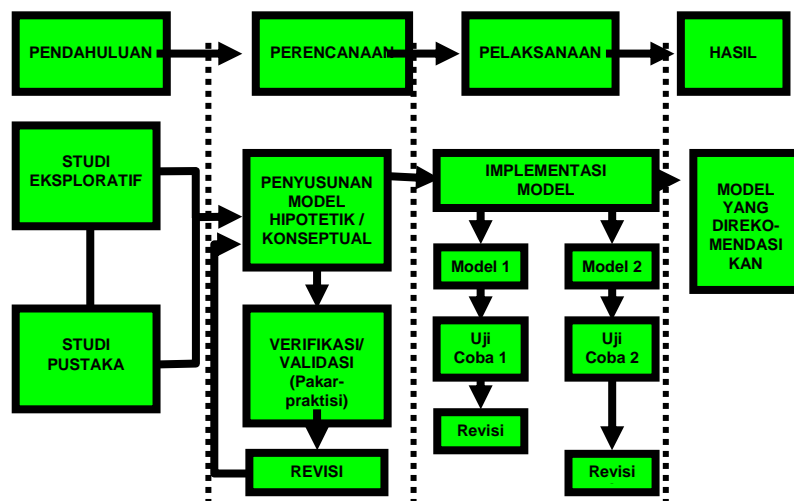 PENDAHULUAN
PERENCANAAN
PELAKSANAAN
HASIL
STUDI
EKSPLORATIF
STUDI
PUSTAKA
PENYUSUNAN
MODEL
HIPOTETIK /
KONSEPTUAL
VERIFIKASI/
VALIDASI
(Pakar-
praktisi)
REVISI
IMPLEMENTASI
MODEL
Model 1
Model 2
Uji
Coba 1
Uji
Coba 2
Revisi
Revisi
MODEL
YANG
DIREKO-
MENDASI
KAN